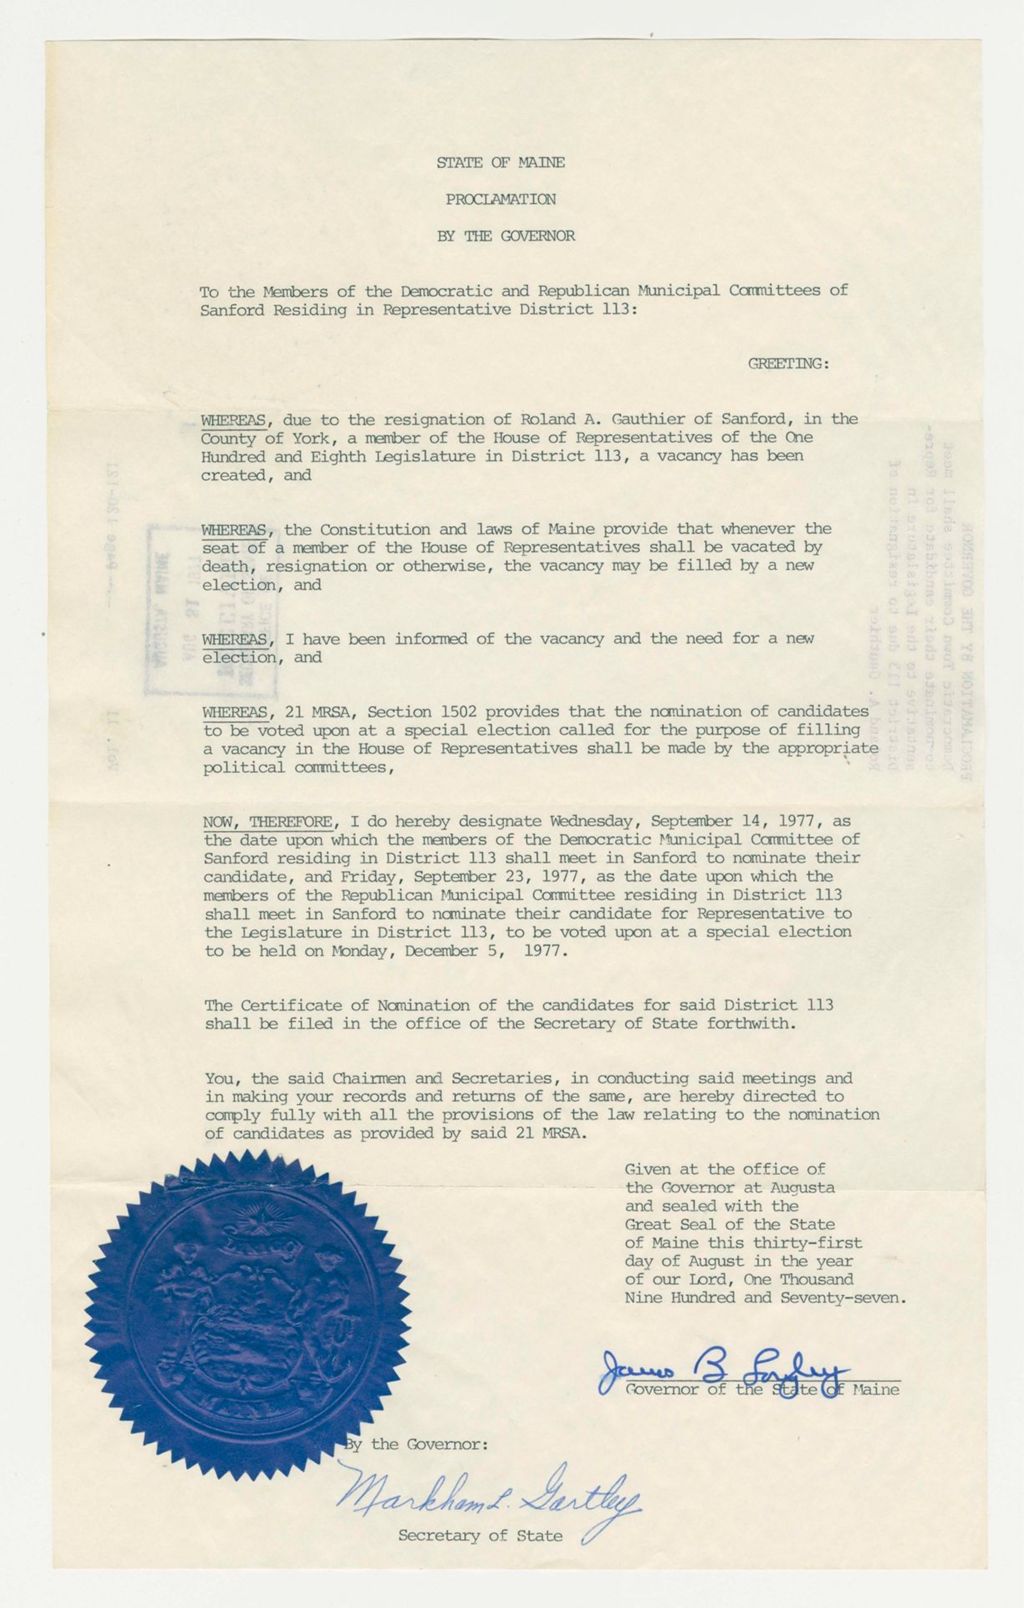 STATE OF MAINE
PROCLAMATION
BY THE GOVERNOR
To the Members of the Democratic and Republican Municipal Committees of
Sanford Residing in Representative District 113:
GREETING:
WHEREAS, due to the resignation of Roland A. Gauthier of Sanford, in the
County of York, a member of the House of Representatives of the One
Hundred and Eighth Legislature in District 113, a vacancy has been
created, and
WHEREAS, the Constitution and laws of Maine provide that whenever the
seat of a member of the House of Representatives shall be vacated by
death, resignation or otherwise, the vacancy may be filled by a new
election, and
WHEREAS, I have been informed of the vacancy and the need for a new
election, and
WHEREAS, 21 MRSA, Section 1502 provides that the nomination of candidates
to be voted upon at a special election called for the purpose of filling
a vacancy in the House of Representatives shall be made by the appropriate
political committees,
NOW, THEREFORE, I do hereby designate Wednesday, September 14, 1977, as
the date upon which the members of the Democratic Municipal Committee of
Sanford residing in District 113 shall meet in Sanford to nominate their
candidate, and Friday, September 23, 1977, as the date upon which the
members of the Republican Municipal Committee residing in District 113
shall meet in Sanford to nominate their candidate for Representative to
the Legislature in District 113, to be voted upon at a special election
to be held on Monday, December 5, 1977.
The Certificate of Nomination of the candidates for said District 113
shall be filed in the office of the Secretary of State forthwith.
You, the said Chairmen and Secretaries, in conducting said meetings and
in making your records and returns of the same, are hereby directed to
comply fully with all the provisions of the law relating to the nomination
of candidates as provided by said 21 MRSA.
Given at the office of
the Governor at Augusta
and sealed with the
Great Seal of the State
of Maine this thirty-first
day of August in the year
of our Lord, One Thousand
Nine Hundred and Seventy-seven.
James B Longley
Governor of the State of Maine
By the Governor:
Markham L. Gartley
Secretary of State